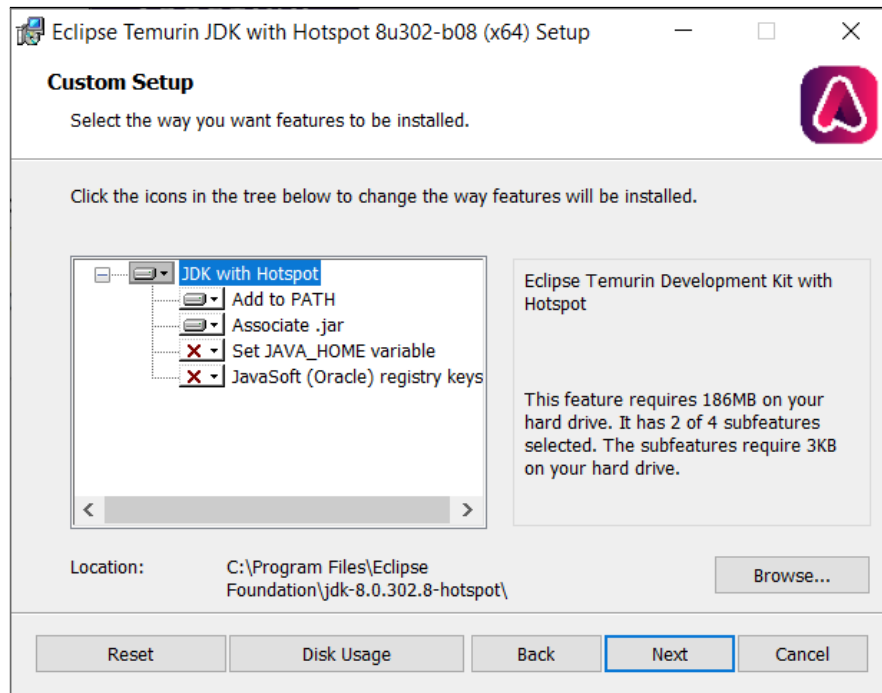 Eclipse Temurin JDK with Hotspot 8u302-b08 (x64) Setup
Custom Setup
Select the way you want features to be installed.
Click the icons in the tree below to change the way features will be installed.
JDK with Hotspot
Add to PATH
Associate .jar
Set JAVA_HOME variable
JavaSoft (Oracle) registry keys
Eclipse Temurin Development Kit with
Hotspot
This feature requires 186MB on your
hard drive. It has 2 of 4 subfeatures
selected. The subfeatures require 3KB
on your hard drive.
Location:
C:\Program Files\Eclipse
Foundation\jdk-8.0.302.8-hotspot\
Browse...
Reset
Disk Usage
Back
Next
Cancel